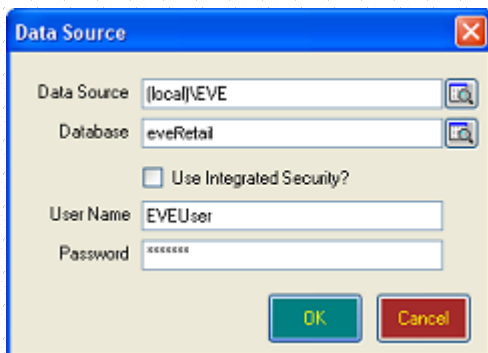 Data Source
Data Source (local)\EVE
Database eveRetail
Use Integrated Security?
User Name EVEUser
Password *******
OK Cancel